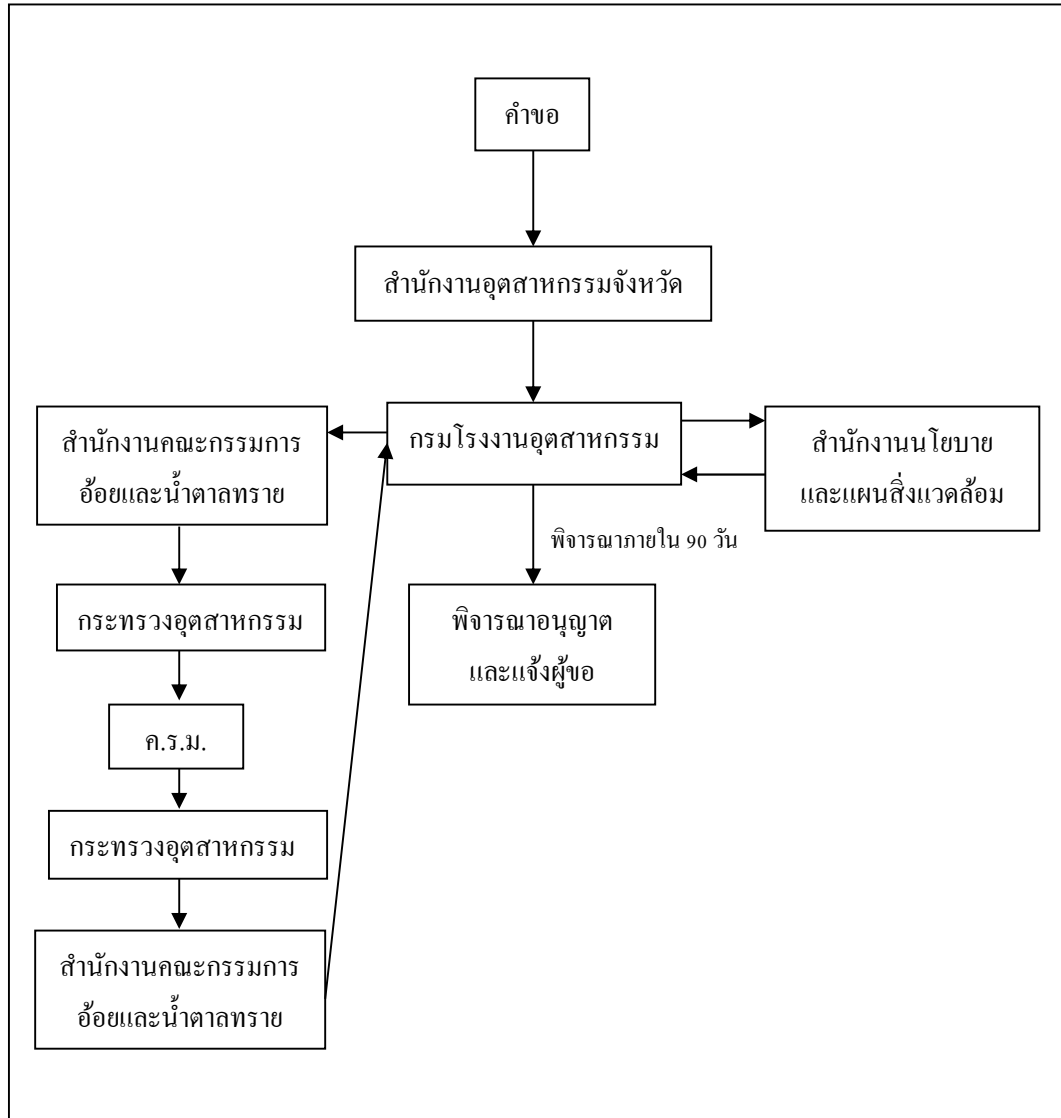 คำขอ
สำนักงานอุตสาหกรรมจังหวัด
กรมโรงงานอุตสาหกรรม
สำนักงานนโยบาย
และแผนสิ่งแวดล้อม
สำนักงานคณะกรรมการ
อ้อยและน้ำตาลทราย
พิจารณาภายใน 90 วัน
พิจารณาอนุญาต
และแจ้งผู้ขอ
กระทรวงอุตสาหกรรม
ค.ร.ม.
กระทรวงอุตสาหกรรม
สำนักงานคณะกรรมการ
อ้อยและน้ำตาลทราย